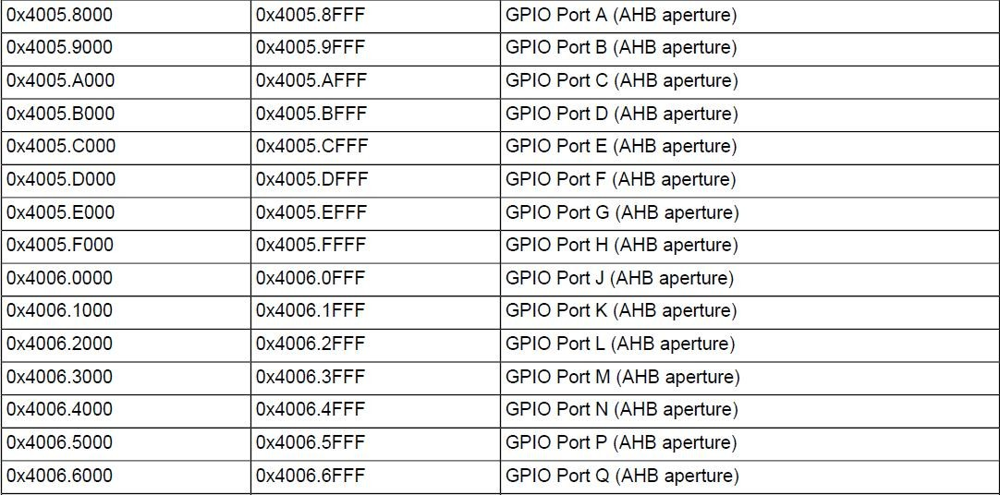 0x4005.8000 0x4005.8FFF GPIO Port A (AHB aperture)
0x4005.9000 0x4005.9FFF GPIO Port B (AHB aperture)
0x4005.A000 0x4005.AFFF GPIO Port C (AHB aperture)
0x4005.B000 0x4005.BFFF GPIO Port D (AHB aperture)
0x4005.C000 0x4005.CFFF GPIO Port E (AHB aperture)
0x4005.D000 0x4005.DFFF GPIO Port F (AHB aperture)
0x4005.E000 0x4005.EFFF GPIO Port G (AHB aperture)
0x4005.F000 0x4005.FFFF GPIO Port H (AHB aperture)
0x4006.0000 0x4006.0FFF GPIO Port J (AHB aperture)
0x4006.1000 0x4006.1FFF GPIO Port K (AHB aperture)
0x4006.2000 0x4006.2FFF GPIO Port L (AHB aperture)
0x4006.3000 0x4006.3FFF GPIO Port M (AHB aperture)
0x4006.4000 0x4006.4FFF GPIO Port N (AHB aperture)
0x4006.5000 0x4006.5FFF GPIO Port P (AHB aperture)
0x4006.6000 0x4006.6FFF GPIO Port Q (AHB aperture)